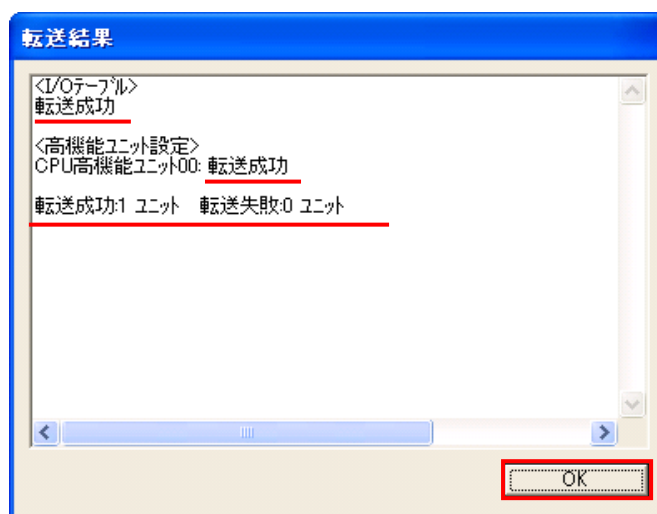 転送結果
<I/Oテーブル>
転送成功
<高機能ユニット設定>
CPU高機能ユニット00: 転送成功
転送成功:1 ユニット　転送失敗:0 ユニット
OK